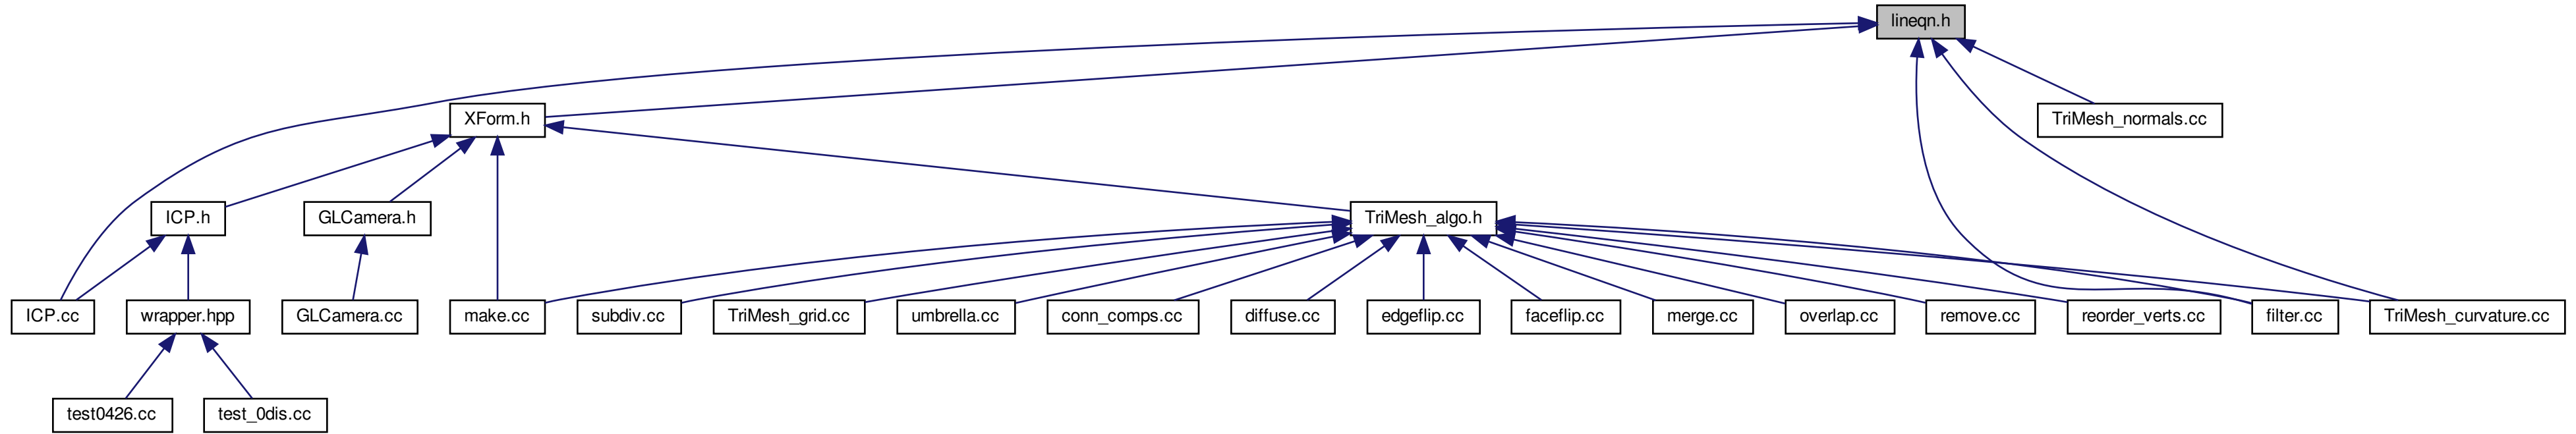 lineqn.h
XForm.h
TriMesh_normals.cc
ICP.h
GLCamera.h
TriMesh_algo.h
ICP.cc
wrapper.hpp
GLCamera.cc
make.cc
subdiv.cc
TriMesh_grid.cc
umbrella.cc
conn_comps.cc
diffuse.cc
edgeflip.cc
faceflip.cc
merge.cc
overlap.cc
remove.cc
reorder_verts.cc
filter.cc
TriMesh_curvature.cc
test0426.cc
test_0dis.cc